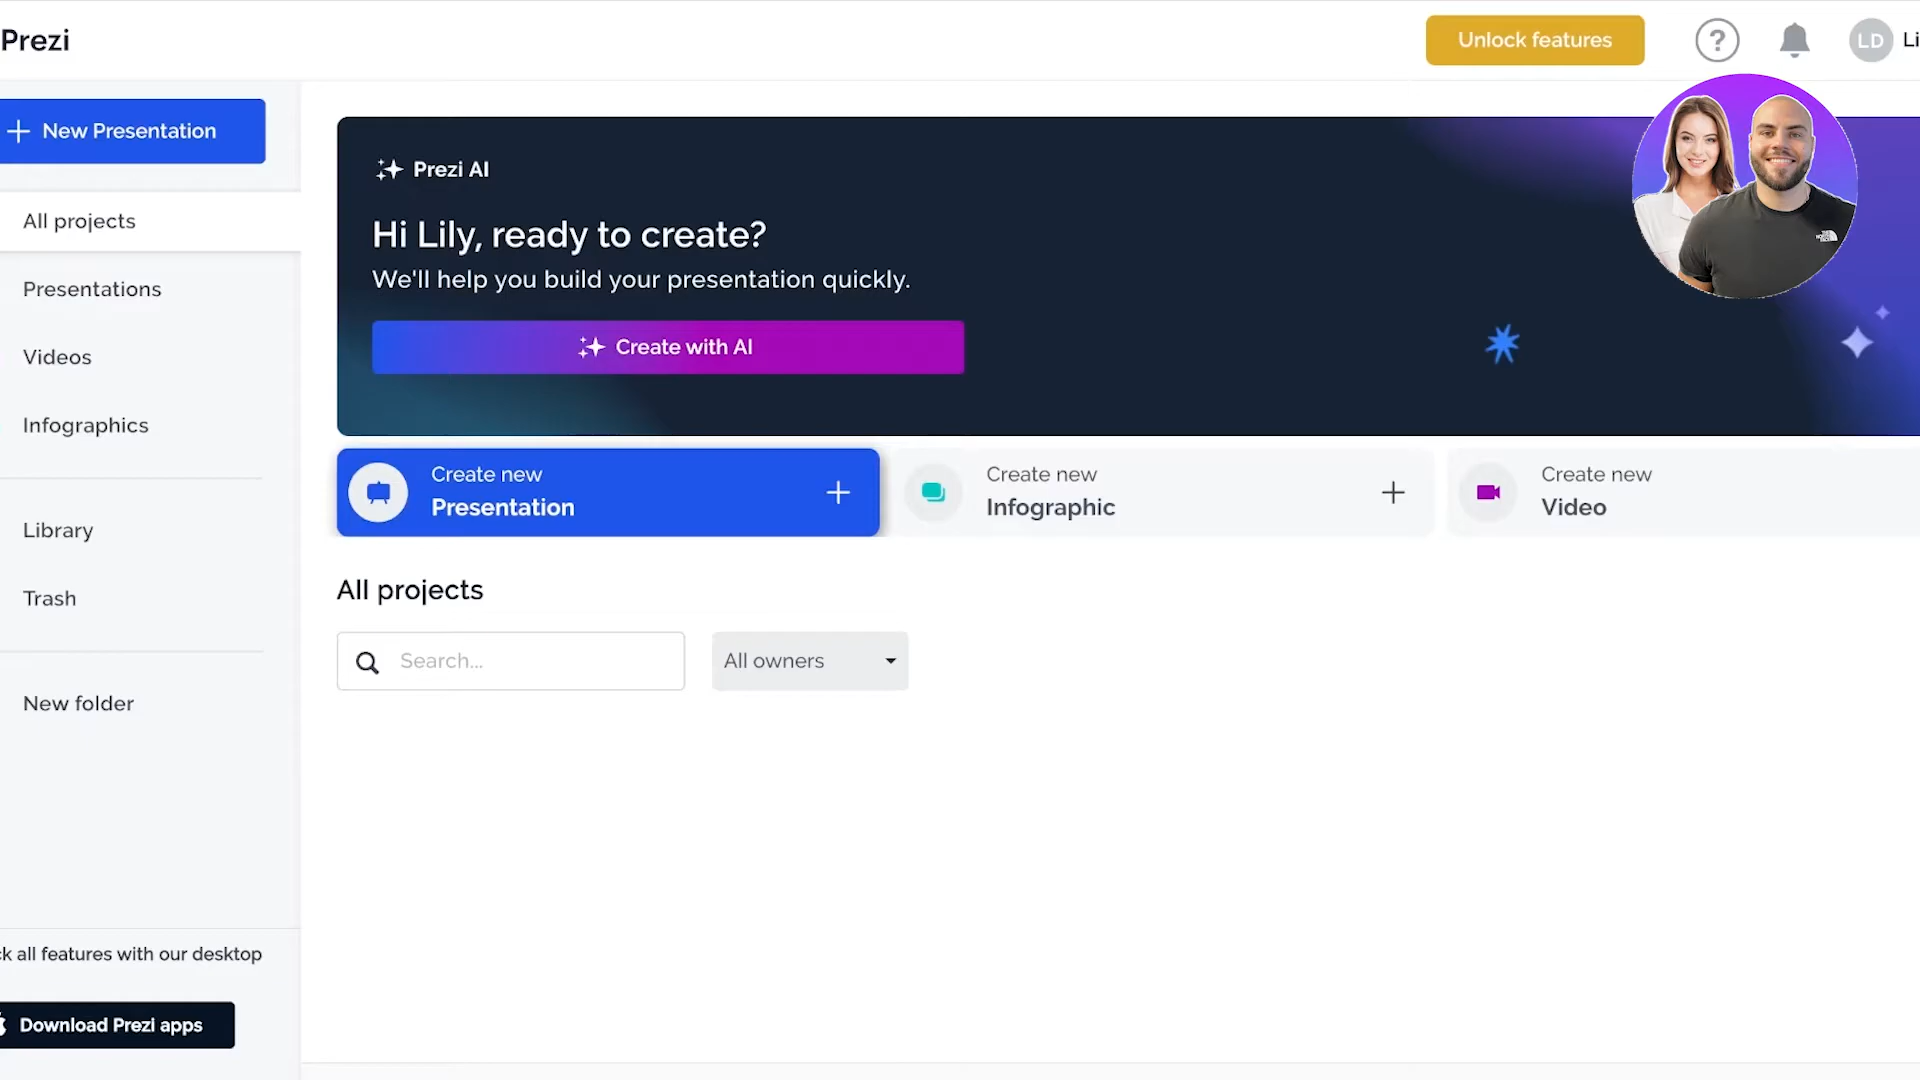 Prezi
Unlock features
?
LD
Li
+ New Presentation
All projects
Presentations
Videos
Infographics
Library
Trash
New folder
k all features with our desktop
Download Prezi apps
Prezi AI
Hi Lily, ready to create?
We'll help you build your presentation quickly.
Create with AI
Create new
Presentation
+
Create new
Infographic
+
Create new
Video
All projects
Search...
All owners